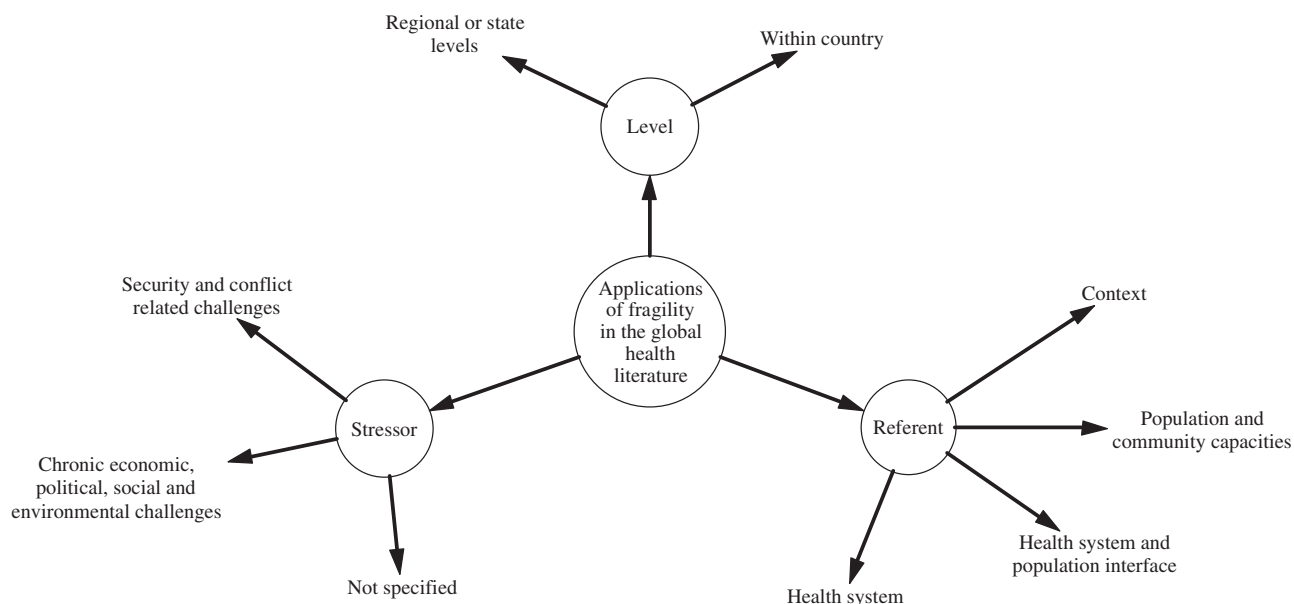 Regional or state
levels
Within country
Level
Applications
of fragility
in the global
health
literature
Security and conflict
related challenges
Stressor
Chronic economic,
political, social and
environmental challenges
Not specified
Context
Referent
Population and
community capacities
Health system and
population interface
Health system